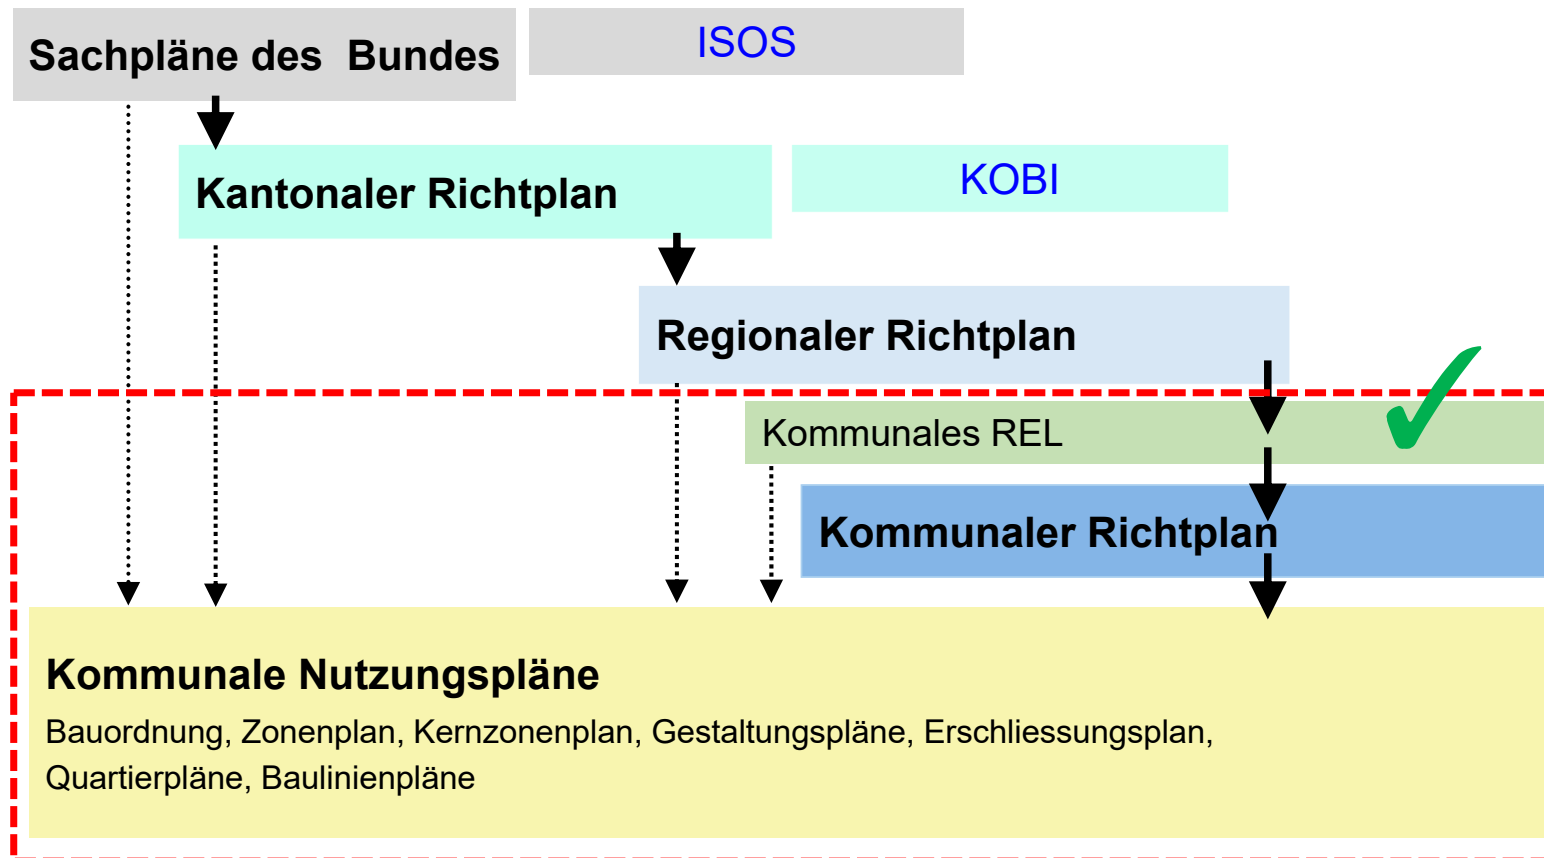 Sachpläne des Bundes
ISOS
Kantonaler Richtplan
KOBI
Regionaler Richtplan
Kommunales REL
Kommunaler Richtplan
Kommunale Nutzungspläne
Bauordnung, Zonenplan, Kernzonenplan, Gestaltungspläne, Erschliessungsplan,
Quartierpläne, Baulinienpläne